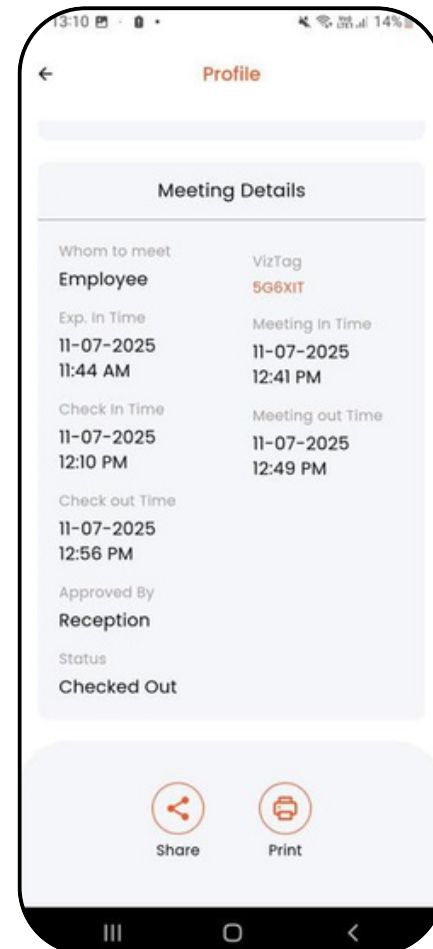 13:10 14%
Profile
Meeting Details
Whom to meet
Employee
VizTag
5G6XIT
Exp. In Time
11-07-2025
11:44 AM
Meeting In Time
11-07-2025
12:41 PM
Check In Time
11-07-2025
12:10 PM
Meeting out Time
11-07-2025
12:49 PM
Check out Time
11-07-2025
12:56 PM
Approved By
Reception
Status
Checked Out
Share
Print